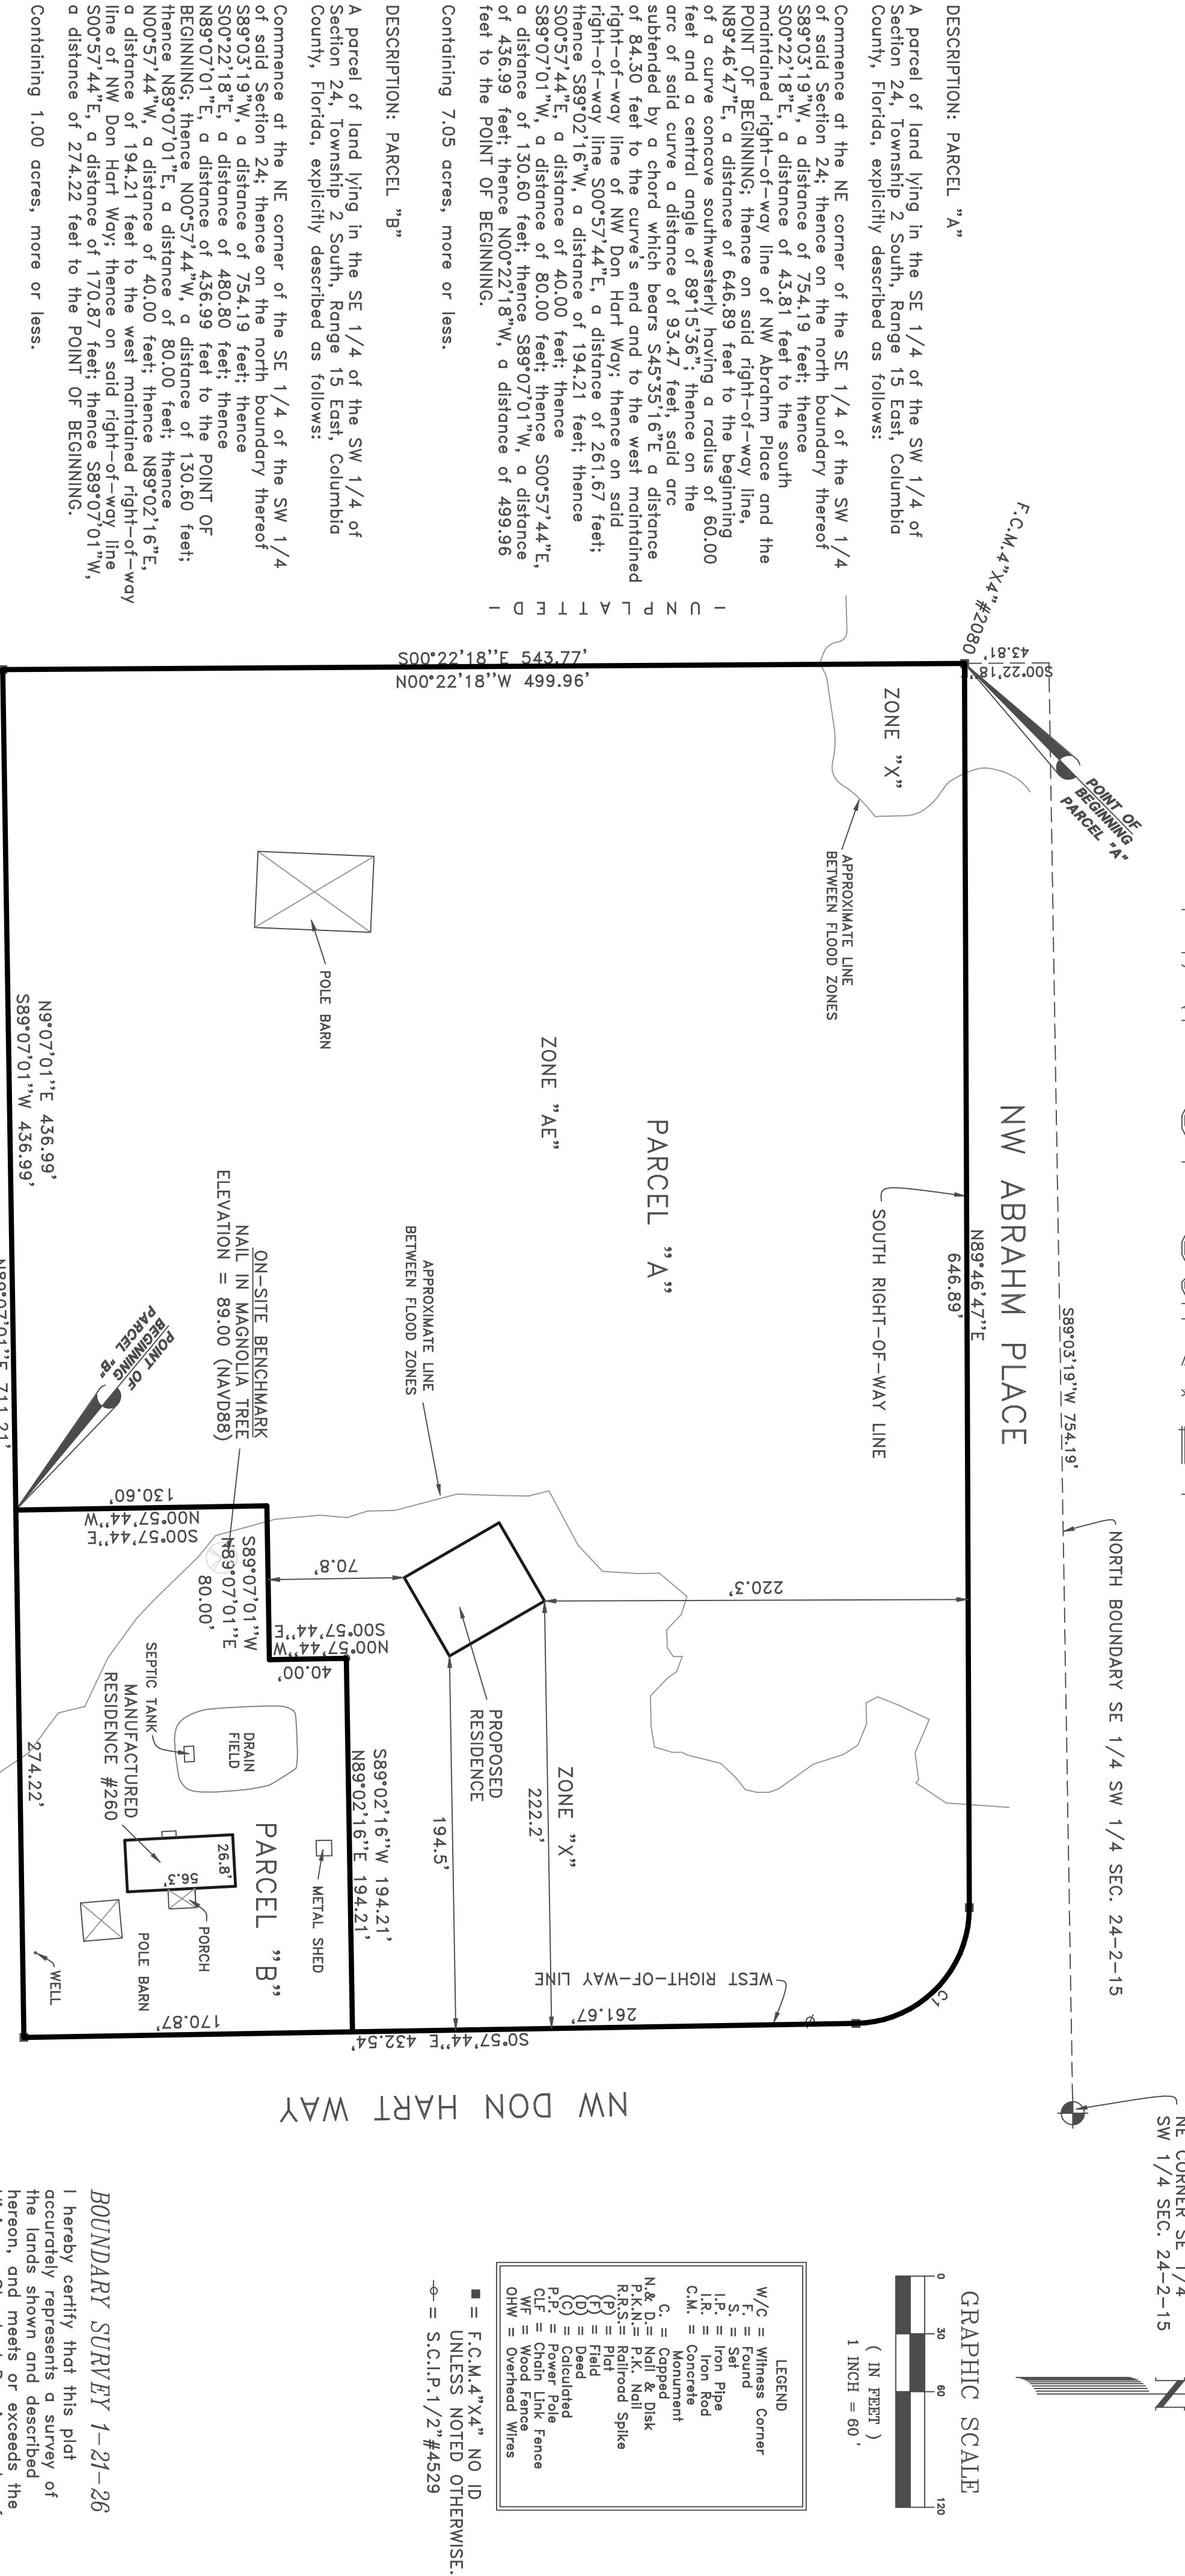 DESCRIPTION: PARCEL "A"
A parcel of land lying in the SE 1/4 of the SW 1/4 of
Section 24, Township 2 South, Range 15 East, Columbia
County, Florida, explicitly described as follows:
Commence at the NE corner of the SE 1/4 of the SW 1/4
of said Section 24; thence on the north boundary thereof
S89°03'19"W, a distance of 754.19 feet; thence
S00°22'18"E, a distance of 43.81 feet to the south
maintained right-of-way line of NW Abrahm Place and the
POINT OF BEGINNING; thence on said right-of-way line,
N89°46'47"E, a distance of 646.89 feet to the beginning
of a curve concave southwesterly having a radius of 60.00
feet and a central angle of 89°15'36"; thence on the
arc of said curve a distance of 93.47 feet, said arc
subtended by a chord which bears S45°35'16"E a distance
of 84.30 feet to the curve's end and to the west maintained
right-of-way line of NW Don Hart Way; thence on said
right-of-way line S00°57'44"E, a distance of 261.67 feet;
thence S89°02'16"W, a distance of 194.21 feet; thence
S00°57'44"E, a distance of 40.00 feet; thence
S89°07'01"W, a distance of 80.00 feet; thence S00°57'44"E,
a distance of 130.60 feet; thence S89°07'01"W, a distance
of 436.99 feet; thence N00°22'18"W, a distance of 499.96
feet to the POINT OF BEGINNING.
Containing 7.05 acres, more or less.
DESCRIPTION: PARCEL "B"
A parcel of land lying in the SE 1/4 of the SW 1/4 of
Section 24, Township 2 South, Range 15 East, Columbia
County, Florida, explicitly described as follows:
Commence at the NE corner of the SE 1/4 of the SW 1/4
of said Section 24; thence on the north boundary thereof
S89°03'19"W, a distance of 754.19 feet; thence
S00°22'18"E, a distance of 480.80 feet; thence
N89°07'01"E, a distance of 436.99 feet to the POINT OF
BEGINNING; thence N00°57'44"W, a distance of 130.60 feet;
thence N89°07'01"E, a distance of 80.00 feet; thence
N00°57'44"W, a distance of 40.00 feet; thence N89°02'16"E,
a distance of 194.21 feet to the west maintained right-of-way
line of NW Don Hart Way; thence on said right-of-way line
S00°57'44"E, a distance of 170.87 feet; thence S89°07'01"W,
a distance of 274.22 feet to the POINT OF BEGINNING.
Containing 1.00 acres, more or less.
- U N P L A T T E D -
F.C.M.4"X4" #2080
S00°22'18"E
43.81'
S00°22'18"E 543.77'
N00°22'18"W 499.96'
POINT OF
BEGINNING
PARCEL "A"
S89°03'19"W 754.19'
NORTH BOUNDARY SE 1/4 SW 1/4 SEC. 24-2-15
NE CORNER SE 1/4
SW 1/4 SEC. 24-2-15
NW ABRAHM PLACE
N89°46'47"E
646.89'
SOUTH RIGHT-OF-WAY LINE
ZONE "X"
APPROXIMATE LINE
BETWEEN FLOOD ZONES
PARCEL "A"
ZONE "AE"
POLE BARN
APPROXIMATE LINE
BETWEEN FLOOD ZONES
ON-SITE BENCHMARK
NAIL IN MAGNOLIA TREE
ELEVATION = 89.00 (NAVD88)
N9°07'01"E 436.99'
S89°07'01"W 436.99'
N89°07'01"E 711.21'
POINT OF
BEGINNING
PARCEL "B"
130.60'
N00°57'44"W
S00°57'44"E
S89°07'01"W
N89°07'01"E
80.00'
70.8'
S00°57'44"E
N00°57'44"W
40.00'
220.3'
PROPOSED
RESIDENCE
ZONE "X"
222.2'
194.5'
S89°02'16"W 194.21'
N89°02'16"E 194.21'
SEPTIC TANK
DRAIN
FIELD
MANUFACTURED
RESIDENCE #260
26.8'
56.3'
PARCEL "B"
METAL SHED
PORCH
POLE BARN
WELL
274.22'
170.87'
WEST RIGHT-OF-WAY LINE
261.67'
S0°57'44"E 432.54'
C1
NW DON HART WAY
N
GRAPHIC SCALE
0 30 60 120
( IN FEET )
1 INCH = 60 '
LEGEND
W/C = Witness Corner
F. = Found
S. = Set
I.P. = Iron Pipe
I.R. = Iron Rod
C.M. = Concrete
Monument
C. = Capped
N.& D.= Nail & Disk
P.K.N.= P.K. Nail
R.R.S.= Railroad Spike
(P) = Plat
(F) = Field
(D) = Deed
(C) = Calculated
P.P. = Power Pole
CLF = Chain Link Fence
WF = Wood Fence
OHW = Overhead Wires
■ = F.C.M.4"X4" NO ID
UNLESS NOTED OTHERWISE.
= S.C.I.P.1/2"#4529
BOUNDARY SURVEY 1-21-26
I hereby certify that this plat
accurately represents a survey of
the lands shown and described
hereon, and meets or exceeds the